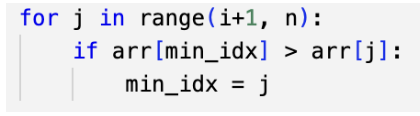 for j in range(i+1, n):
    if arr[min_idx] > arr[j]:
        min_idx = j